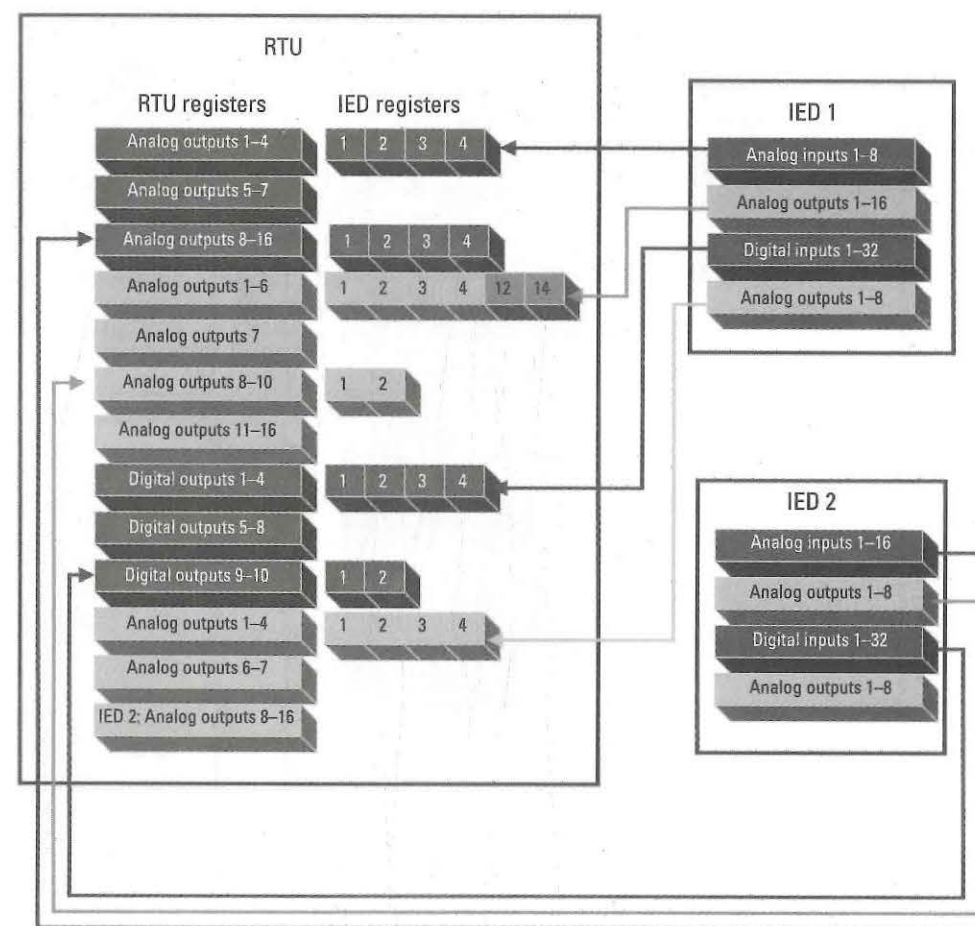 RTU
RTU registers
IED registers
Analog outputs 1–4
1 2 3 4
Analog outputs 5–7
Analog outputs 8–16
1 2 3 4
Analog outputs 1–6
1 2 3 4 12 14
Analog outputs 7
Analog outputs 8–10
1 2
Analog outputs 11–16
Digital outputs 1–4
1 2 3 4
Digital outputs 5–8
Digital outputs 9–10
1 2
Analog outputs 1–4
1 2 3 4
Analog outputs 6–7
IED 2: Analog outputs 8–16
IED 1
Analog inputs 1–8
Analog outputs 1–16
Digital inputs 1–32
Analog outputs 1–8
IED 2
Analog inputs 1–16
Analog outputs 1–8
Digital inputs 1–32
Analog outputs 1–8